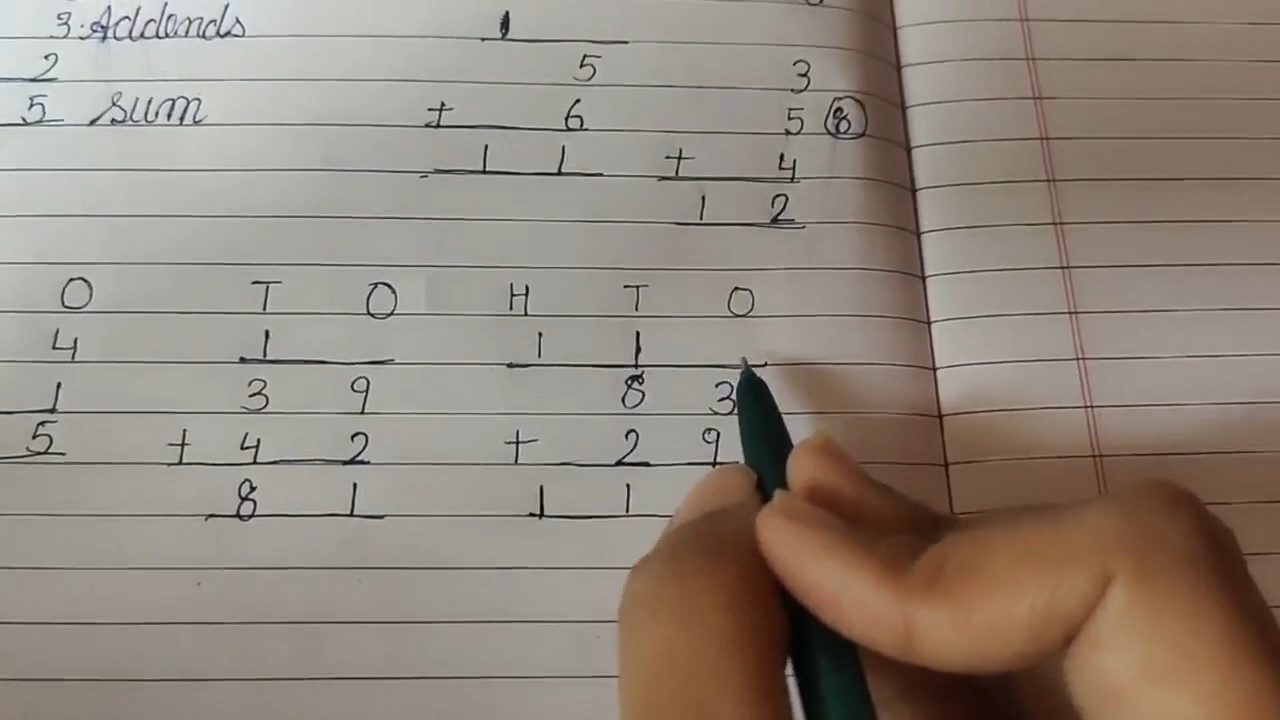 3 Addends 1
2 5 3
5 sum + 6 5 8
1 1 + 4
1 2
O T O H T O
4 1 1 1
1 3 9 8 3
5 + 4 2 + 2 9
8 1 1 1